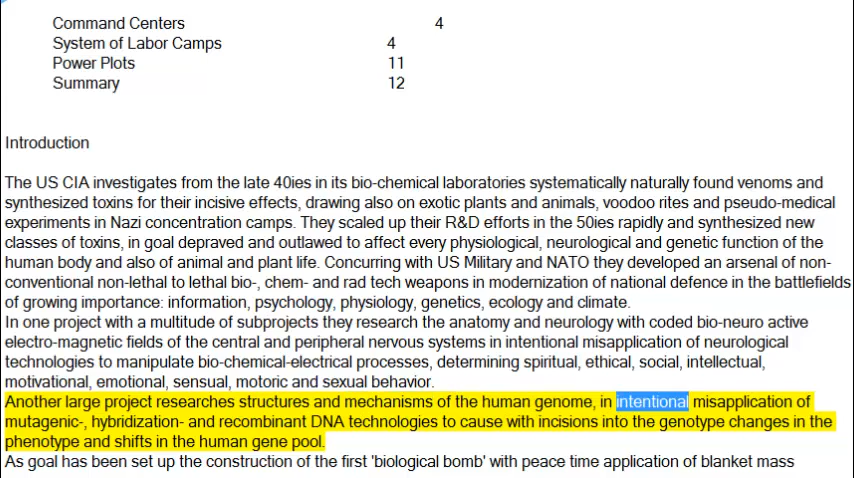 Command Centers 4
System of Labor Camps 4
Power Plots 11
Summary 12
Introduction
The US CIA investigates from the late 40ies in its bio-chemical laboratories systematically naturally found venoms and
synthesized toxins for their incisive effects, drawing also on exotic plants and animals, voodoo rites and pseudo-medical
experiments in Nazi concentration camps. They scaled up their R&D efforts in the 50ies rapidly and synthesized new
classes of toxins, in goal depraved and outlawed to affect every physiological, neurological and genetic function of the
human body and also of animal and plant life. Concurring with US Military and NATO they developed an arsenal of non-
conventional non-lethal to lethal bio-, chem- and rad tech weapons in modernization of national defence in the battlefields
of growing importance: information, psychology, physiology, genetics, ecology and climate.
In one project with a multitude of subprojects they research the anatomy and neurology with coded bio-neuro active
electro-magnetic fields of the central and peripheral nervous systems in intentional misapplication of neurological
technologies to manipulate bio-chemical-electrical processes, determining spiritual, ethical, social, intellectual,
motivational, emotional, sensual, motoric and sexual behavior.
Another large project researches structures and mechanisms of the human genome, in intentional misapplication of
mutagenic-, hybridization- and recombinant DNA technologies to cause with incisions into the genotype changes in the
phenotype and shifts in the human gene pool.
As goal has been set up the construction of the first 'biological bomb' with peace time application of blanket mass